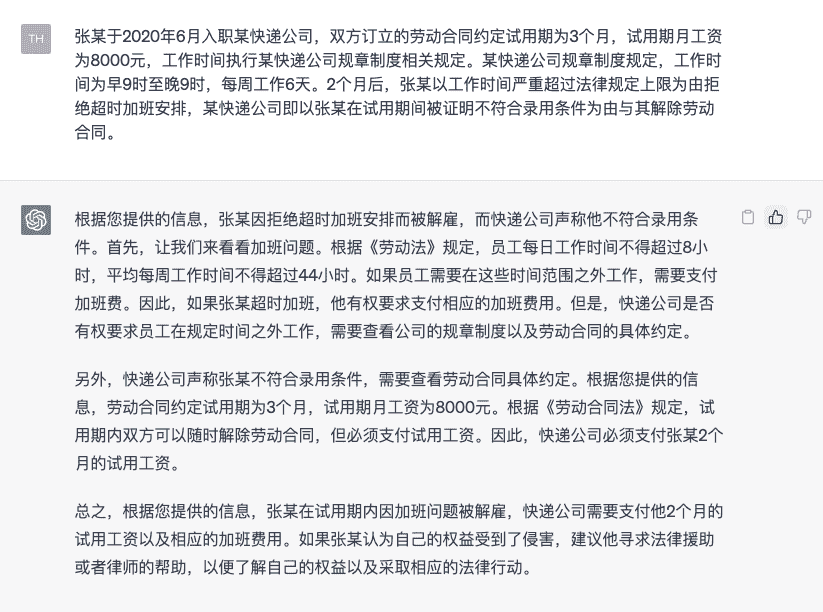 TH
张某于2020年6月入职某快递公司，双方订立的劳动合同约定试用期为3个月，试用期月工资
为8000元，工作时间执行某快递公司规章制度相关规定。某快递公司规章制度规定，工作时
间为早9时至晚9时，每周工作6天。2个月后，张某以工作时间严重超过法律规定上限为由拒
绝超时加班安排，某快递公司即以张某在试用期间被证明不符合录用条件为由与其解除劳动
合同。
根据您提供的信息，张某因拒绝超时加班安排而被解雇，而快递公司声称他不符合录用条
件。首先，让我们来看看加班问题。根据《劳动法》规定，员工每日工作时间不得超过8小
时，平均每周工作时间不得超过44小时。如果员工需要在这些时间范围之外工作，需要支付
加班费。因此，如果张某超时加班，他有权要求支付相应的加班费用。但是，快递公司是否
有权要求员工在规定时间之外工作，需要查看公司的规章制度以及劳动合同的具体约定。
另外，快递公司声称张某不符合录用条件，需要查看劳动合同具体约定。根据您提供的信
息，劳动合同约定试用期为3个月，试用期月工资为8000元。根据《劳动合同法》规定，试
用期内双方可以随时解除劳动合同，但必须支付试用工资。因此，快递公司必须支付张某2个
月的试用工资。
总之，根据您提供的信息，张某在试用期内因加班问题被解雇，快递公司需要支付他2个月的
试用工资以及相应的加班费用。如果张某认为自己的权益受到了侵害，建议他寻求法律援助
或者律师的帮助，以便了解自己的权益以及采取相应的法律行动。